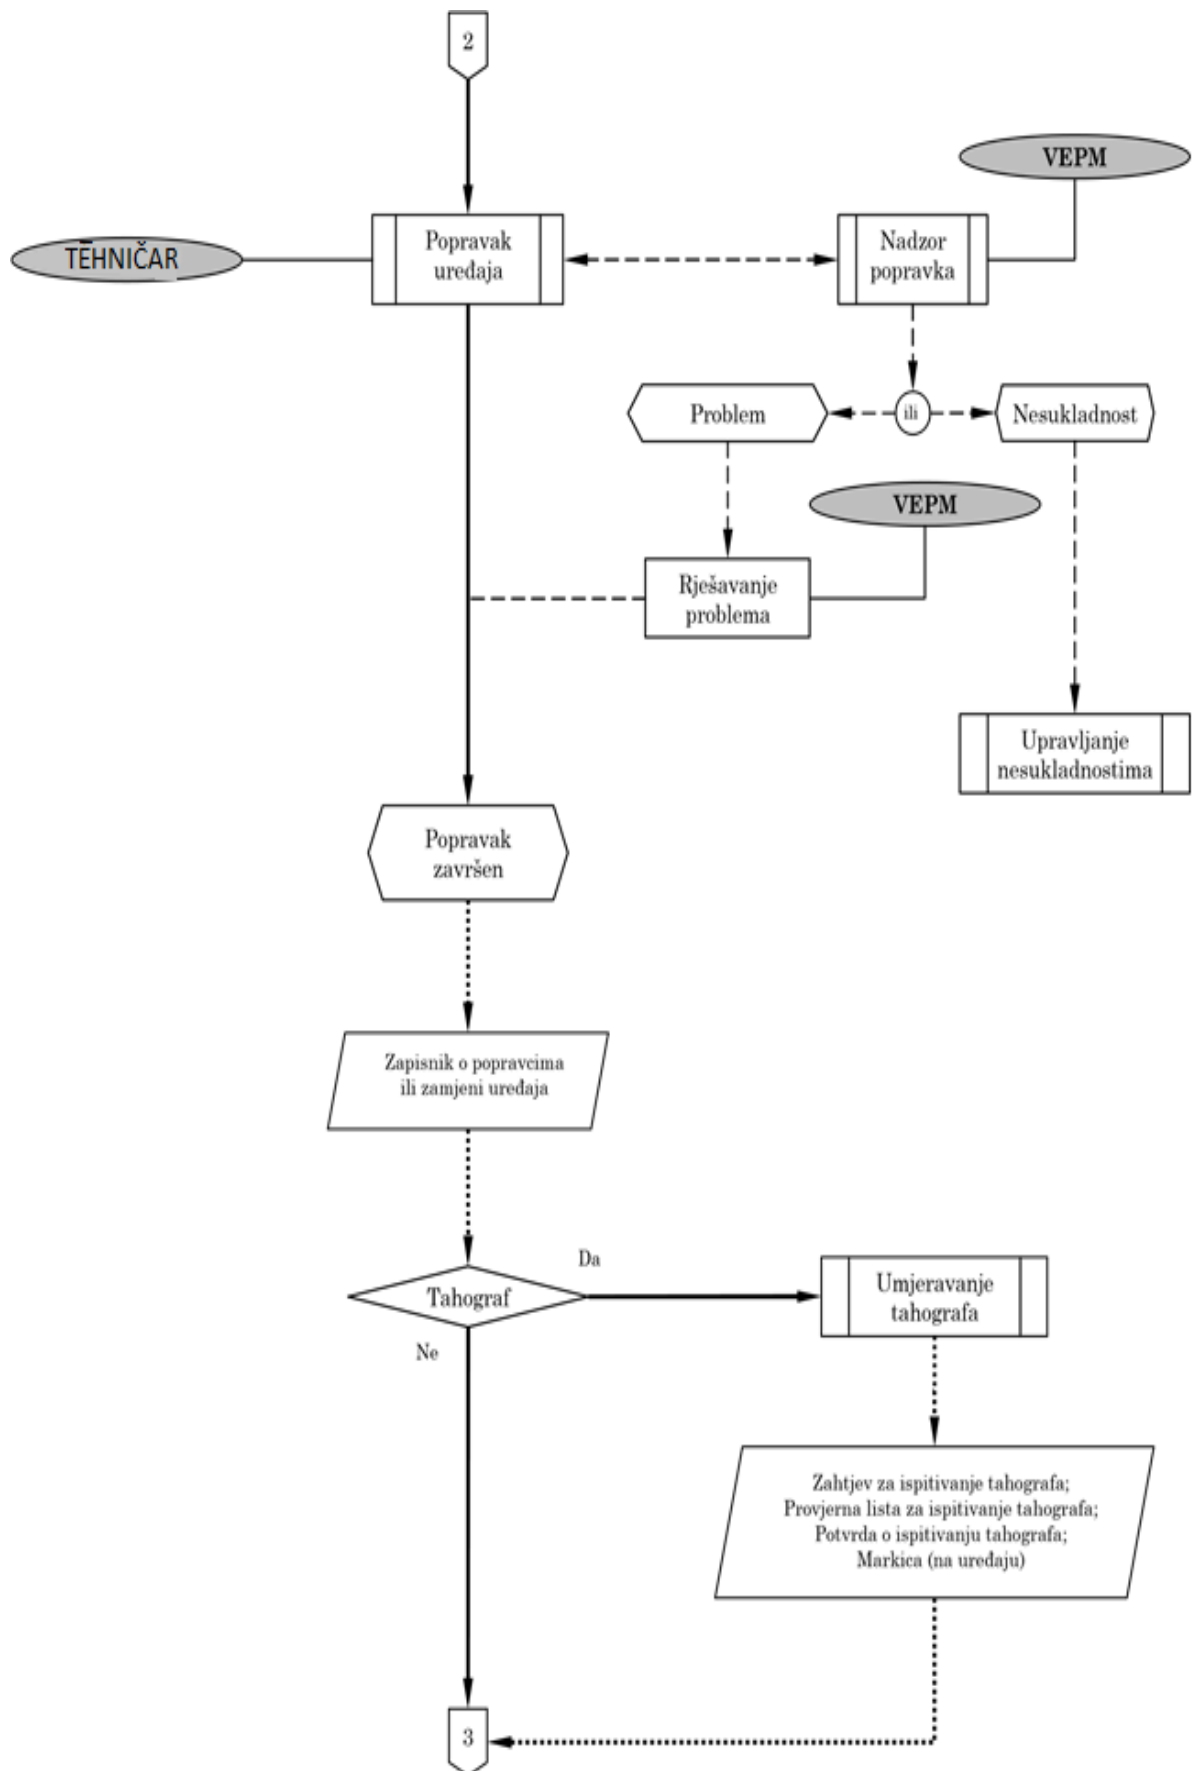 2
VEPM
TEHNIČAR
Popravak
uređaja
Nadzor
popravka
Problem
ili
Nesukladnost
VEPM
Rješavanje
problema
Upravljanje
nesukladnostima
Popravak
završen
Zapisnik o popravcima
ili zamjeni uređaja
Da
Tahograf
Umjeravanje
tahografa
Ne
Zahtjev za ispitivanje tahografa;
Provjerna lista za ispitivanje tahografa;
Potvrda o ispitivanju tahografa;
Markica (na uređaju)
3